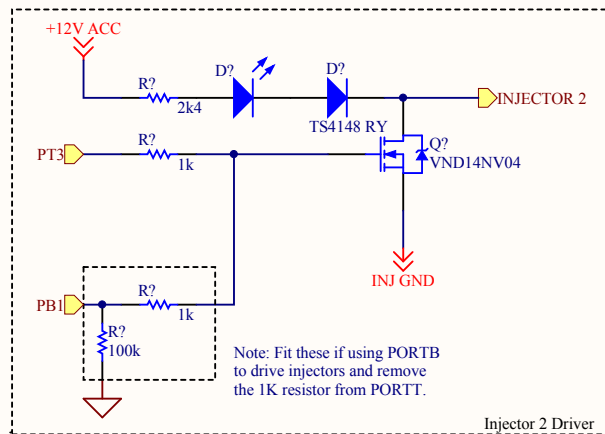 +12V ACC
R?
2k4
D?
D?
TS4148 RY
INJECTOR 2
PT3
R?
1k
Q?
VND14NV04
INJ GND
PB1
R?
1k
R?
100k
Note: Fit these if using PORTB
to drive injectors and remove
the 1K resistor from PORTT.
Injector 2 Driver